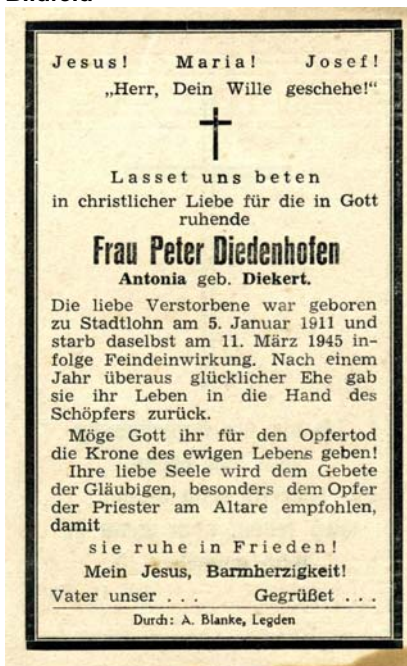 Jesus! Maria! Josef!
„Herr, Dein Wille geschehe!“
Lasset uns beten
in christlicher Liebe für die in Gott
ruhende
Frau Peter Diedenhofen
Antonia geb. Diekert.
Die liebe Verstorbene war geboren
zu Stadtlohn am 5. Januar 1911 und
starb daselbst am 11. März 1945 in-
folge Feindeinwirkung. Nach einem
Jahr überaus glücklicher Ehe gab
sie ihr Leben in die Hand des
Schöpfers zurück.
Möge Gott ihr für den Opfertod
die Krone des ewigen Lebens geben!
Ihre liebe Seele wird dem Gebete
der Gläubigen, besonders dem Opfer
der Priester am Altare empfohlen,
damit
sie ruhe in Frieden!
Mein Jesus, Barmherzigkeit!
Vater unser . . . Gegrüßet . . .
Durch: A. Blanke, Legden